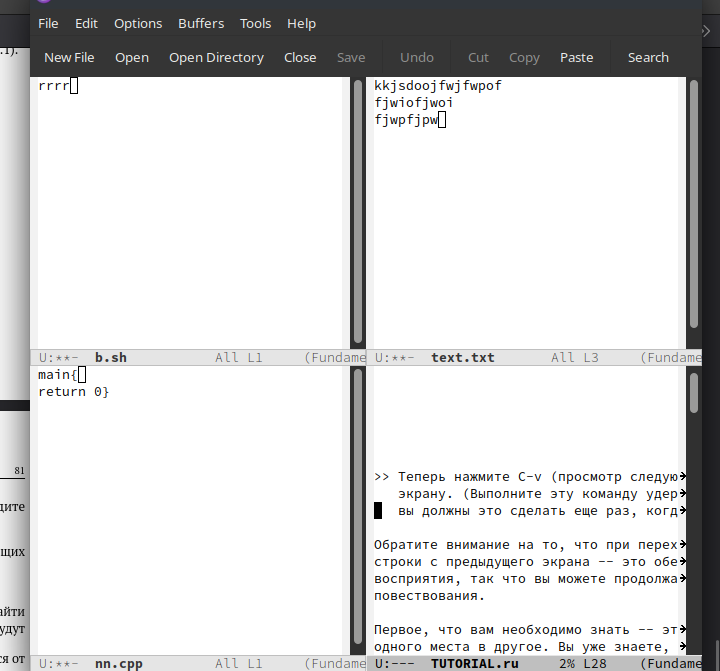 .1).
File Edit Options Buffers Tools Help
New File Open Open Directory Close Save Undo Cut Copy Paste Search
rrrr
U:**- b.sh All L1 (Fundame
kkjsdoojfwjfwpof
fjwiofjwoi
fjwpfjpw
U:**- text.txt All L3 (Fundame
main{
return 0}
U:**- nn.cpp All L1 (Fundame
>> Теперь нажмите C-v (просмотр следую
экрану. (Выполните эту команду удер
вы должны это сделать еще раз, когд
Обратите внимание на то, что при перех
строки с предыдущего экрана -- это обе
восприятия, так что вы можете продолжа
повествования.
Первое, что вам необходимо знать -- эт
одного места в другое. Вы уже знаете,
U:--- TUTORIAL.ru 2% L28 (Fundame
81
дите
щих
айти
удут
ся от